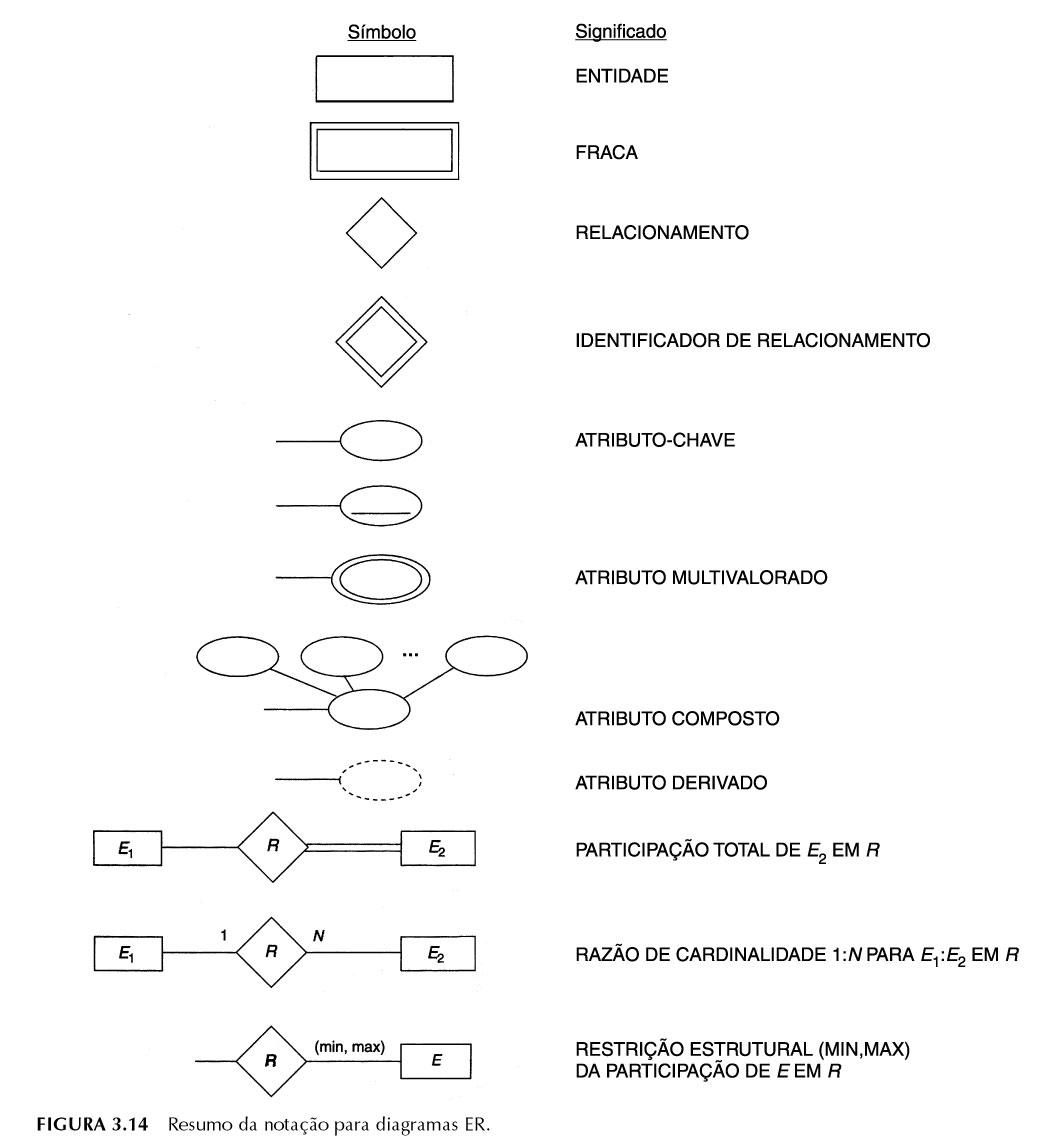 Símbolo Significado
ENTIDADE
FRACA
RELACIONAMENTO
IDENTIFICADOR DE RELACIONAMENTO
ATRIBUTO-CHAVE
ATRIBUTO MULTIVALORADO
...
ATRIBUTO COMPOSTO
ATRIBUTO DERIVADO
E₁ R E₂ PARTICIPAÇÃO TOTAL DE E₂ EM R
1 N
E₁ R E₂ RAZÃO DE CARDINALIDADE 1:N PARA E₁:E₂ EM R
(min, max)
R E RESTRIÇÃO ESTRUTURAL (MIN,MAX)
DA PARTICIPAÇÃO DE E EM R
FIGURA 3.14 Resumo da notação para diagramas ER.